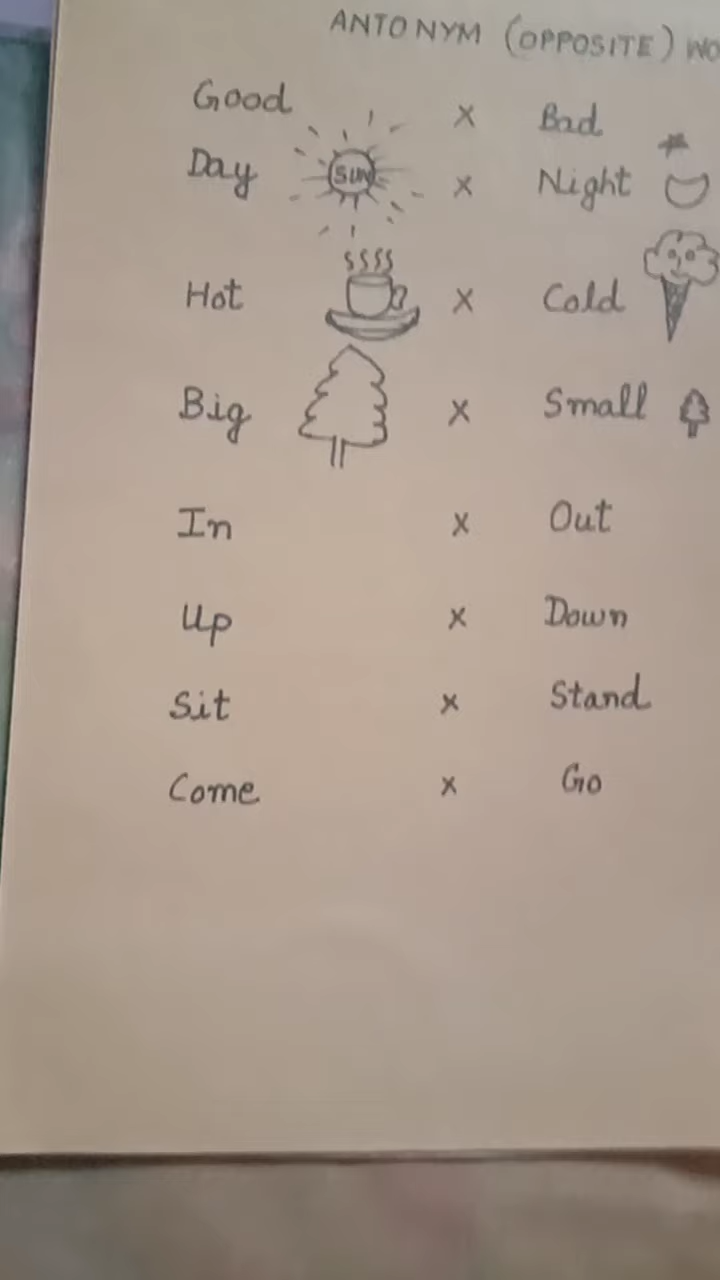 ANTONYM (OPPOSITE) WO
Good × Bad
Day SUN × Night
Hot × Cold
Big × Small
In × Out
Up × Down
Sit × Stand
Come × Go